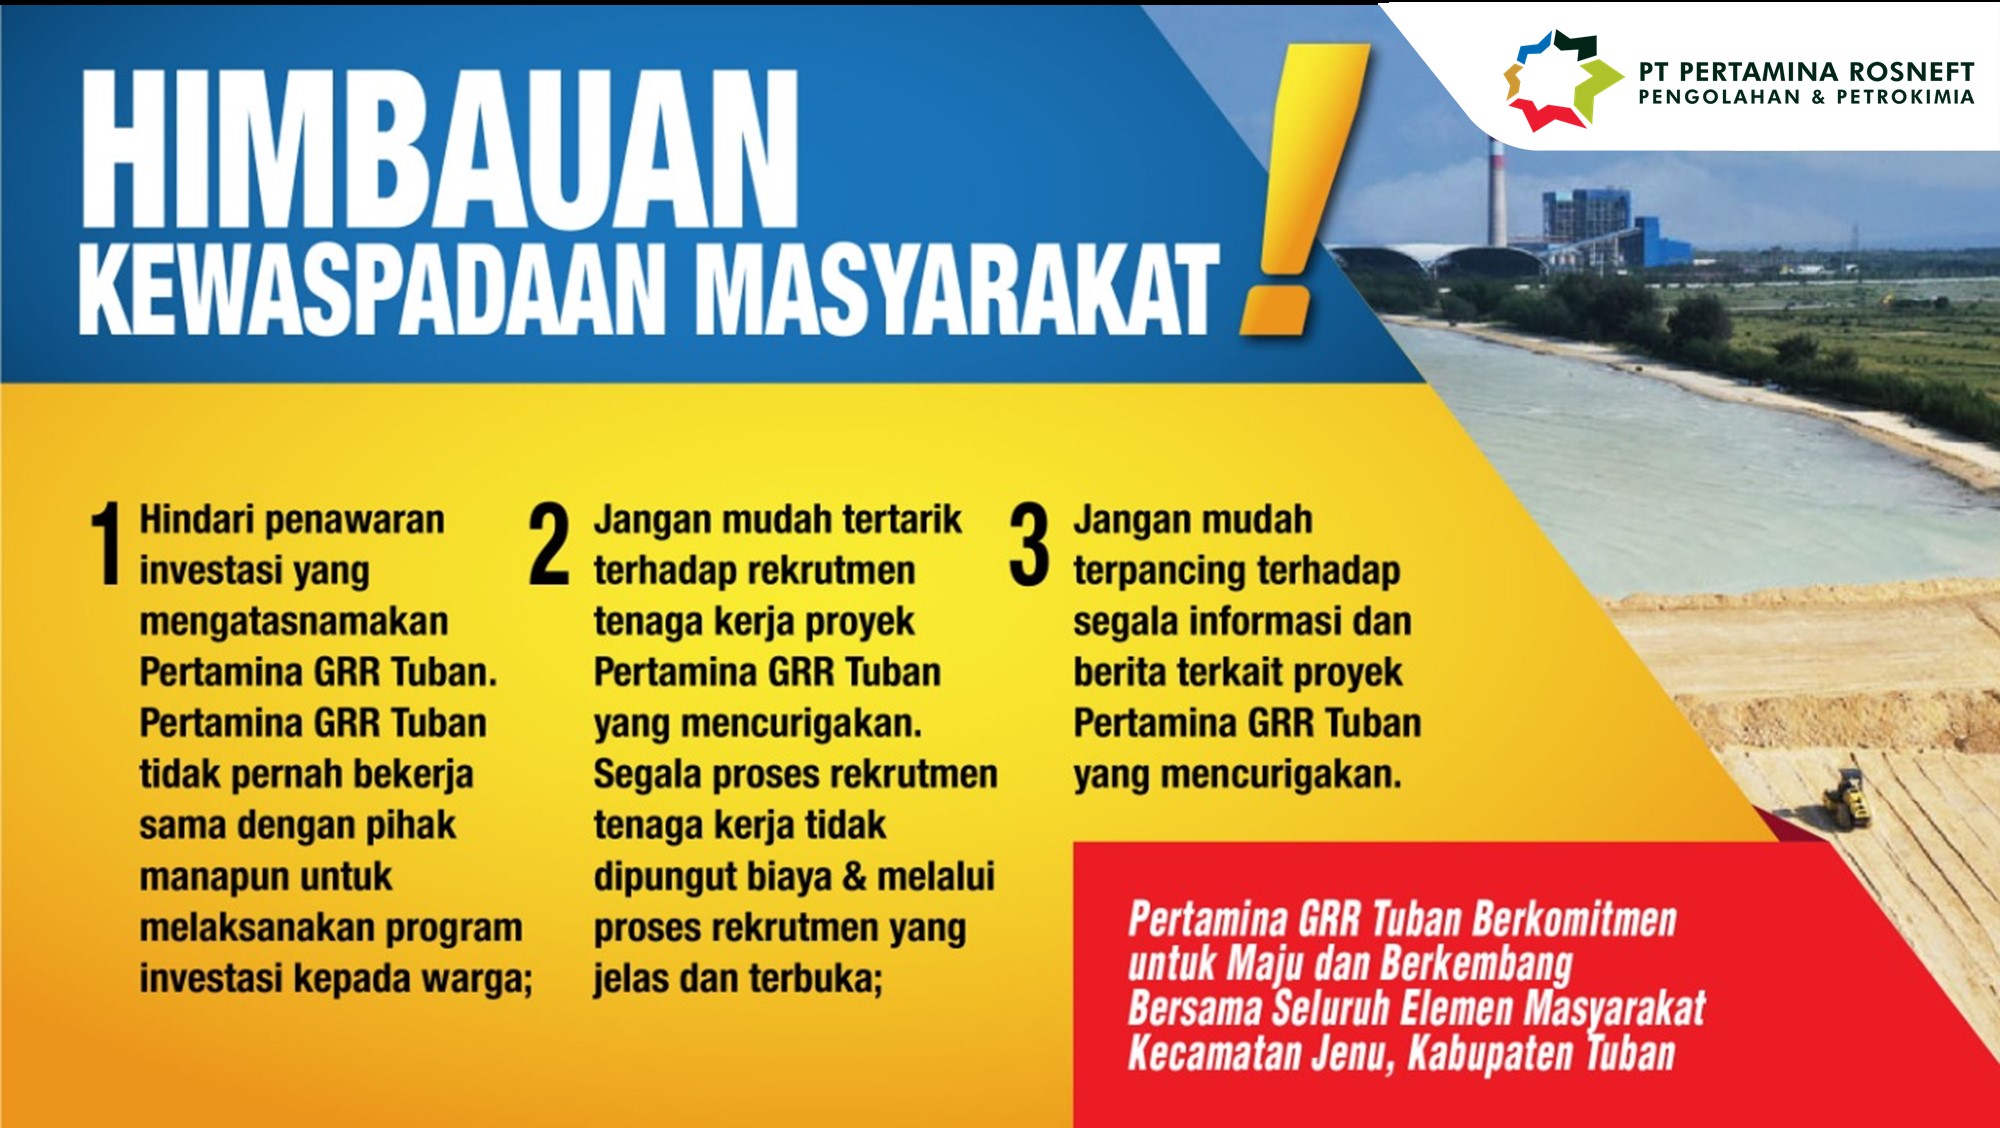 HIMBAUAN
KEWASPADAAN MASYARAKAT!
PT PERTAMINA ROSNEFT
PENGOLAHAN & PETROKIMIA
1
Hindari penawaran
investasi yang
mengatasnamakan
Pertamina GRR Tuban.
Pertamina GRR Tuban
tidak pernah bekerja
sama dengan pihak
manapun untuk
melaksanakan program
investasi kepada warga;
2
Jangan mudah tertarik
terhadap rekrutmen
tenaga kerja proyek
Pertamina GRR Tuban
yang mencurigakan.
Segala proses rekrutmen
tenaga kerja tidak
dipungut biaya & melalui
proses rekrutmen yang
jelas dan terbuka;
3
Jangan mudah
terpancing terhadap
segala informasi dan
berita terkait proyek
Pertamina GRR Tuban
yang mencurigakan.
Pertamina GRR Tuban Berkomitmen
untuk Maju dan Berkembang
Bersama Seluruh Elemen Masyarakat
Kecamatan Jenu, Kabupaten Tuban